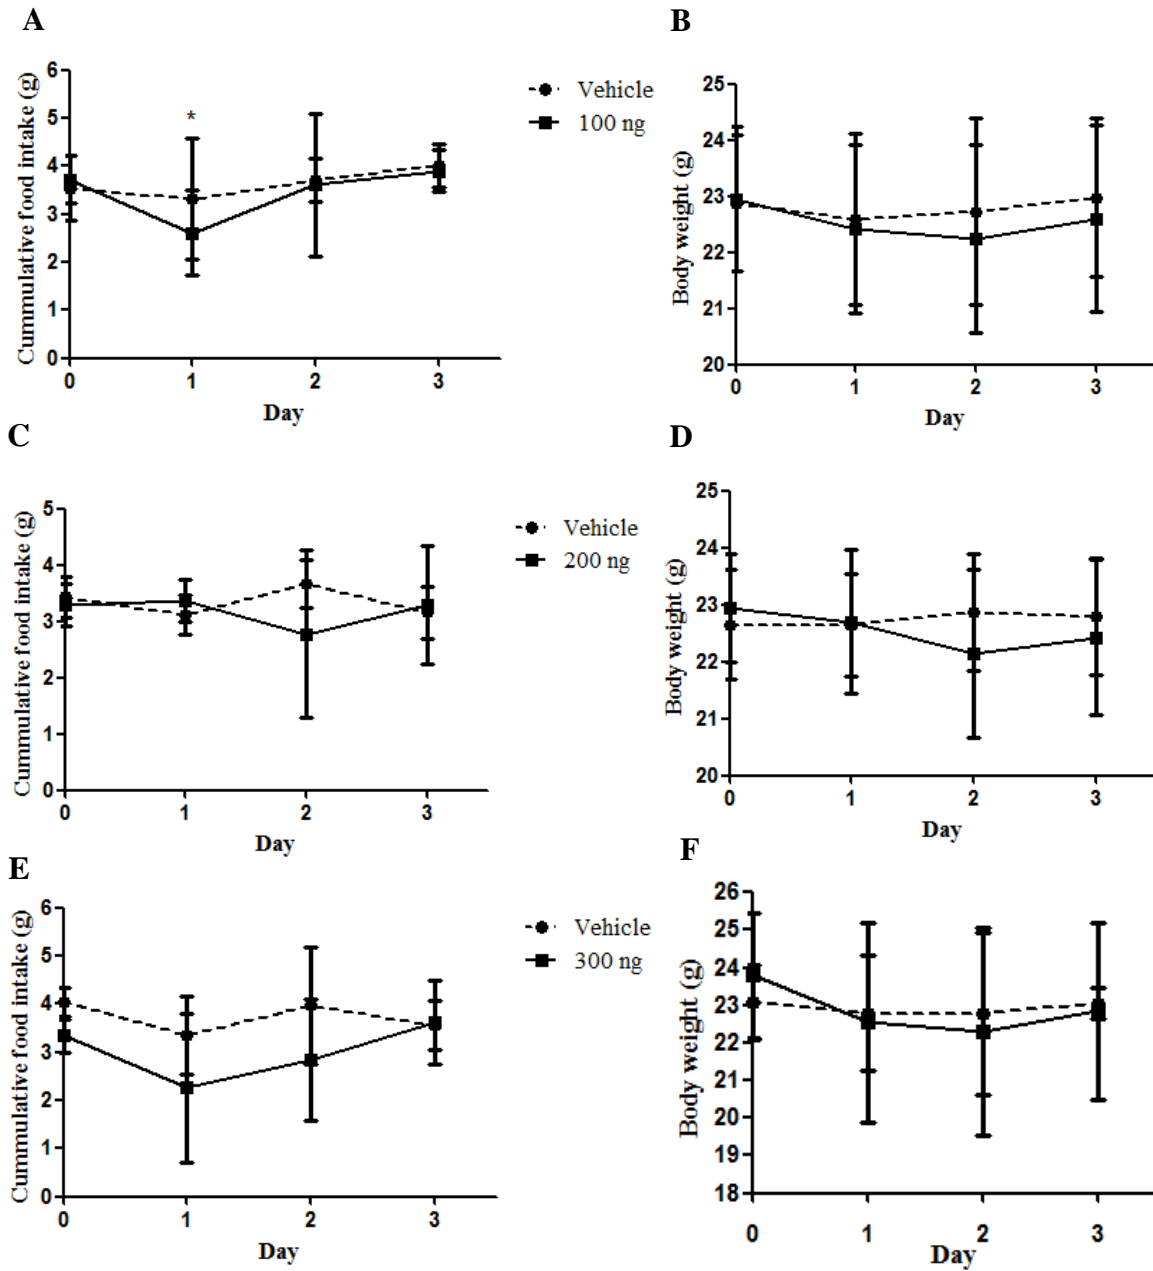 A
Cummulative food intake (g)
6
5
4
3
2
1
0
*
0 1 2 3
Day
Vehicle
100 ng
B
Body weight (g)
25
24
23
22
21
20
0 1 2 3
Day
C
Cummulative food intake (g)
5
4
3
2
1
0
0 1 2 3
Day
Vehicle
200 ng
D
Body weight (g)
25
24
23
22
21
20
0 1 2 3
Day
E
Cummulative food intake (g)
6
5
4
3
2
1
0
0 1 2 3
Day
Vehicle
300 ng
F
Body weight (g)
26
25
24
23
22
21
20
19
18
0 1 2 3
Day